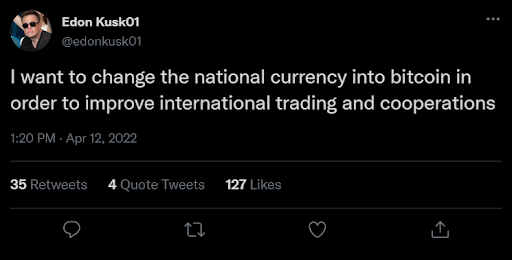 Edon Kusk01
@edonkusk01
I want to change the national currency into bitcoin in
order to improve international trading and cooperations
1:20 PM · Apr 12, 2022
35 Retweets 4 Quote Tweets 127 Likes